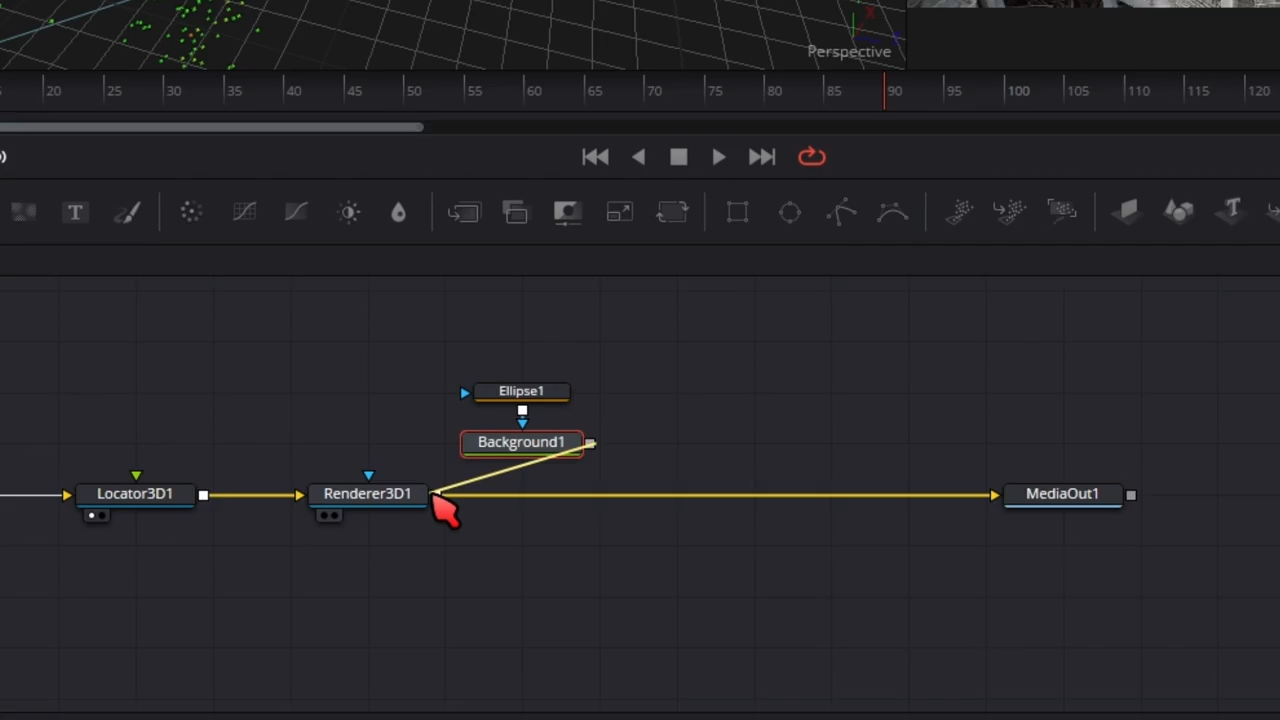 Perspective
20 25 30 35 40 45 50 55 60 65 70 75 80 85 90 95 100 105 110 115 120
T
T
Ellipse1
Background1
Locator3D1 Renderer3D1 MediaOut1